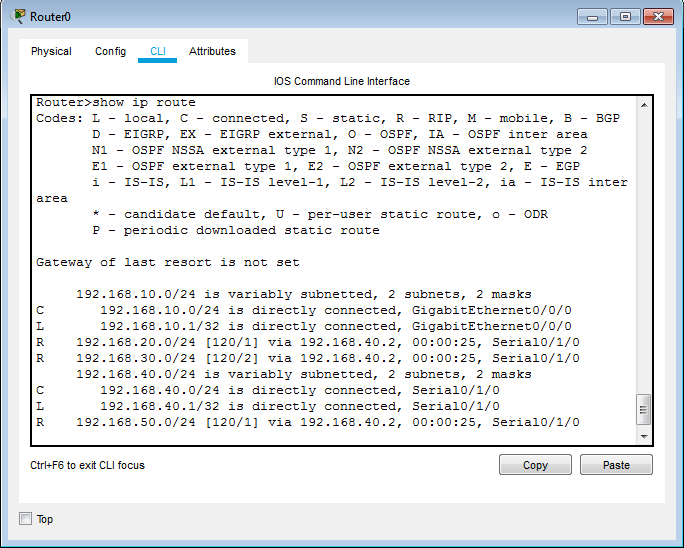 Router0
Physical Config CLI Attributes
IOS Command Line Interface
Router>show ip route
Codes: L - local, C - connected, S - static, R - RIP, M - mobile, B - BGP
D - EIGRP, EX - EIGRP external, O - OSPF, IA - OSPF inter area
N1 - OSPF NSSA external type 1, N2 - OSPF NSSA external type 2
E1 - OSPF external type 1, E2 - OSPF external type 2, E - EGP
i - IS-IS, L1 - IS-IS level-1, L2 - IS-IS level-2, ia - IS-IS inter
area
* - candidate default, U - per-user static route, o - ODR
P - periodic downloaded static route
Gateway of last resort is not set
192.168.10.0/24 is variably subnetted, 2 subnets, 2 masks
C 192.168.10.0/24 is directly connected, GigabitEthernet0/0/0
L 192.168.10.1/32 is directly connected, GigabitEthernet0/0/0
R 192.168.20.0/24 [120/1] via 192.168.40.2, 00:00:25, Serial0/1/0
R 192.168.30.0/24 [120/2] via 192.168.40.2, 00:00:25, Serial0/1/0
192.168.40.0/24 is variably subnetted, 2 subnets, 2 masks
C 192.168.40.0/24 is directly connected, Serial0/1/0
L 192.168.40.1/32 is directly connected, Serial0/1/0
R 192.168.50.0/24 [120/1] via 192.168.40.2, 00:00:25, Serial0/1/0
Ctrl+F6 to exit CLI focus
Copy Paste
Top